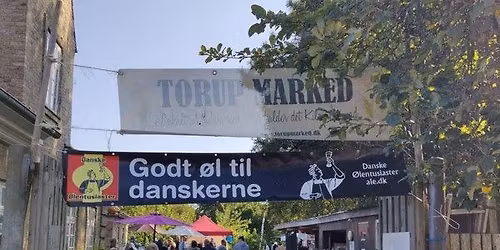 TORUP MARKED
torupmarked.dk
Danske
Ølentusiaster
Godt øl til
danskerne
Danske
Ølentusiaster
ale.dk